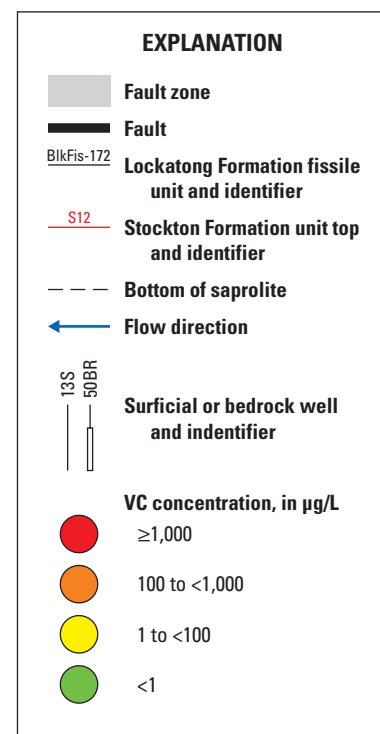 EXPLANATION
Fault zone
Fault
BlkFis-172
Lockatong Formation fissile
unit and identifier
S12
Stockton Formation unit top
and identifier
Bottom of saprolite
Flow direction
13S
50BR
Surficial or bedrock well
and indentifier
VC concentration, in µg/L
≥1,000
100 to <1,000
1 to <100
<1